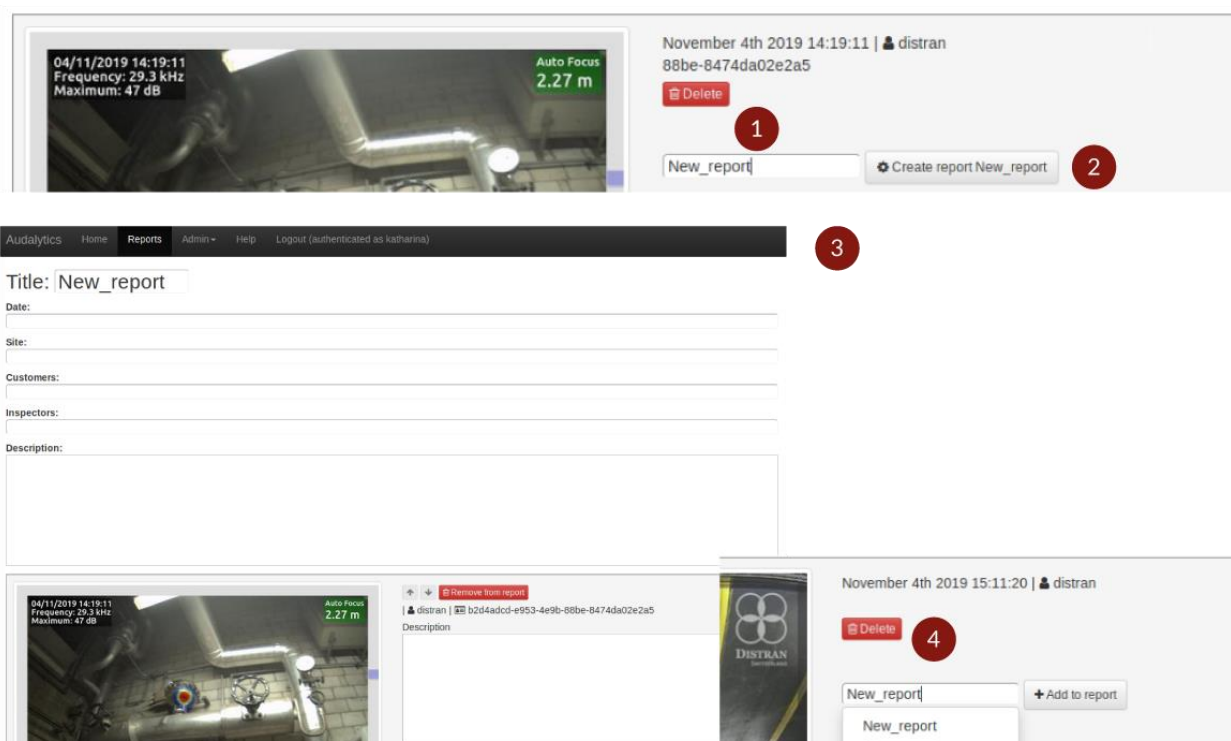 04/11/2019 14:19:11
Frequency: 29.3 kHz
Maximum: 47 dB
Auto Focus
2.27 m
November 4th 2019 14:19:11 | distran
88be-8474da02e2a5
Delete
1
New_report
Create report New_report
2
Audalytics Home Reports Admin Help Logout (authenticated as katharina)
3
Title: New_report
Date:
Site:
Customers:
Inspectors:
Description:
04/11/2019 14:19:11
Frequency: 29.3 kHz
Maximum: 47 dB
Auto Focus
2.27 m
Remove from report
| distran | b2d4adcd-e953-4e9b-88be-8474da02e2a5
Description
DISTRAN
SWITZERLAND
November 4th 2019 15:11:20 | distran
Delete
4
New_report
+ Add to report
New_report